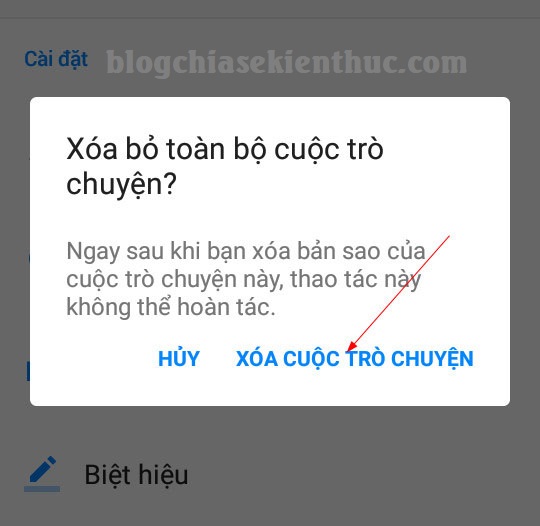 Cài đặt
blogchiasekienthuc.com
Xóa bỏ toàn bộ cuộc trò
chuyện?
Ngay sau khi bạn xóa bản sao của
cuộc trò chuyện này, thao tác này
không thể hoàn tác.
HỦY XÓA CUỘC TRÒ CHUYỆN
Biệt hiệu